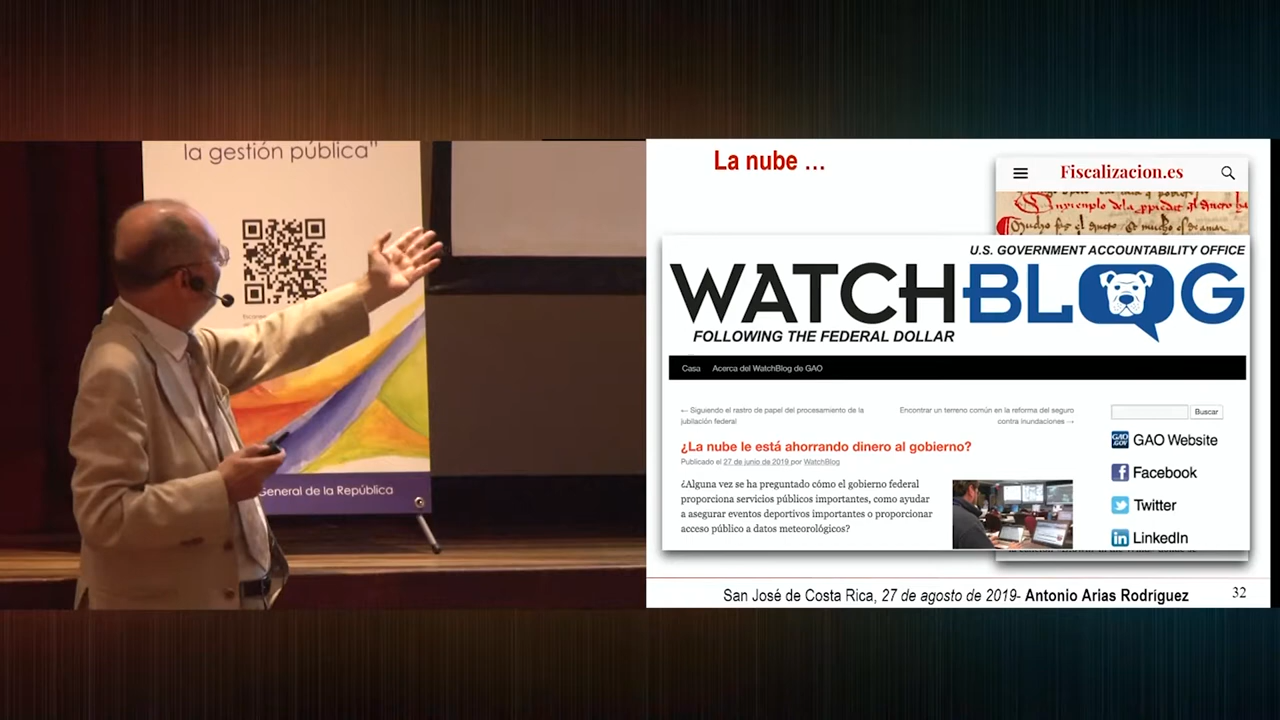 la gestión pública"
General de la República
La nube ...
Fiscalizacion.es
U.S. GOVERNMENT ACCOUNTABILITY OFFICE
WATCHBLOG
FOLLOWING THE FEDERAL DOLLAR
Casa Acerca del WatchBlog de GAO
← Siguiendo el rastro de papel del procesamiento de la
jubilación federal
Encontrar un terreno común en la reforma del seguro
contra inundaciones →
Buscar
¿La nube le está ahorrando dinero al gobierno?
Publicado el 27 de junio de 2019 por WatchBlog
¿Alguna vez se ha preguntado cómo el gobierno federal
proporciona servicios públicos importantes, como ayudar
a asegurar eventos deportivos importantes o proporcionar
acceso público a datos meteorológicos?
GAO Website
Facebook
Twitter
LinkedIn
San José de Costa Rica, 27 de agosto de 2019- Antonio Arias Rodríguez
32